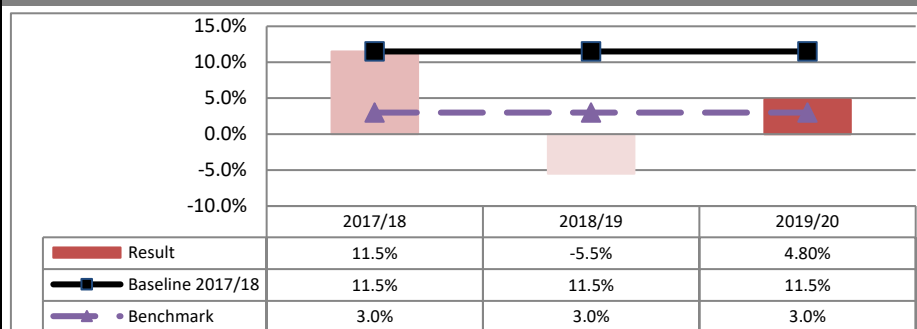 15.0%
10.0%
5.0%
0.0%
-5.0%
-10.0%
2017/18 2018/19 2019/20
Result 11.5% -5.5% 4.80%
Baseline 2017/18 11.5% 11.5% 11.5%
Benchmark 3.0% 3.0% 3.0%